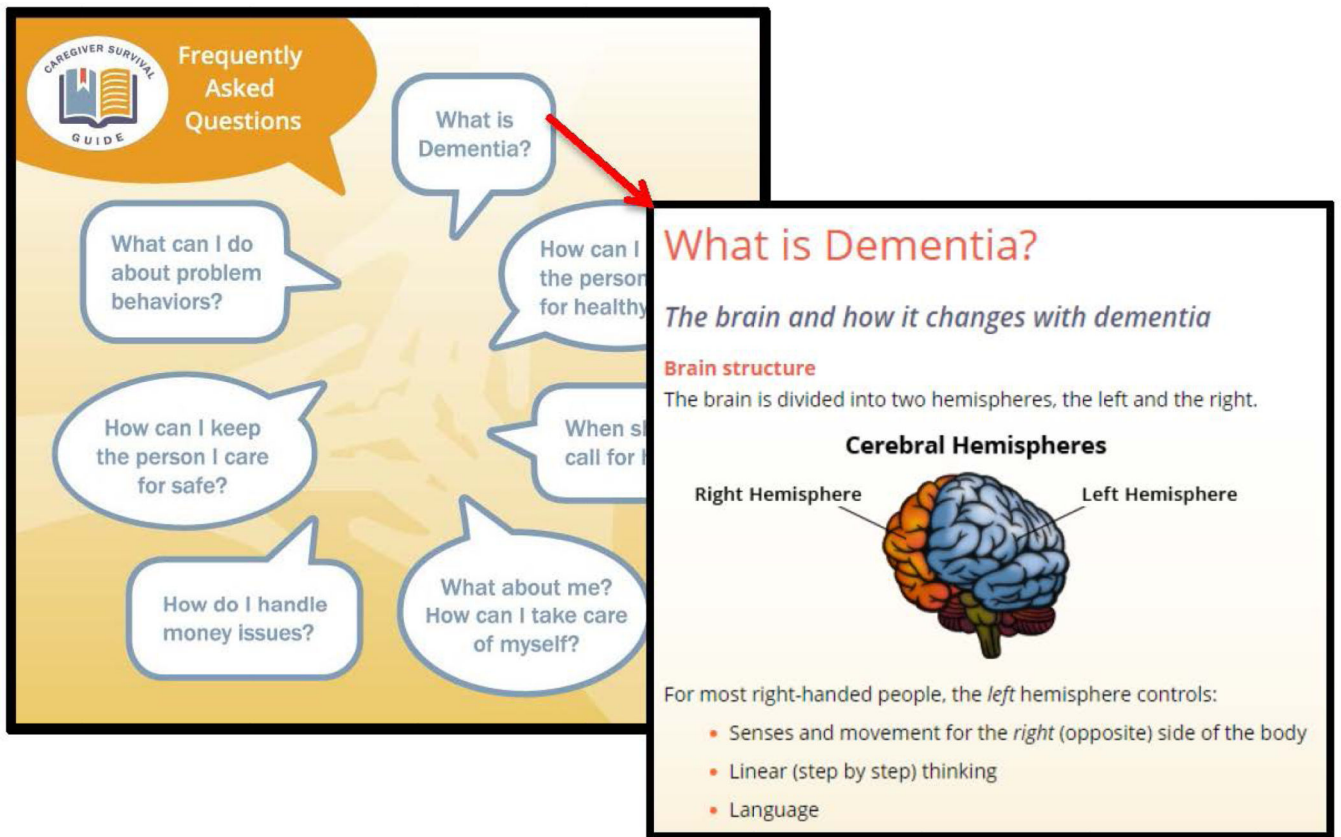 CAREGIVER SURVIVAL
GUIDE
Frequently
Asked
Questions
What is
Dementia?
What can I do
about problem
behaviors?
How can I
the person
for healthy
How can I keep
the person I care
for safe?
When
call for
How do I handle
money issues?
What about me?
How can I take care
of myself?
What is Dementia?
The brain and how it changes with dementia
Brain structure
The brain is divided into two hemispheres, the left and the right.
Cerebral Hemispheres
Right Hemisphere
Left Hemisphere
For most right-handed people, the left hemisphere controls:
• Senses and movement for the right (opposite) side of the body
• Linear (step by step) thinking
• Language